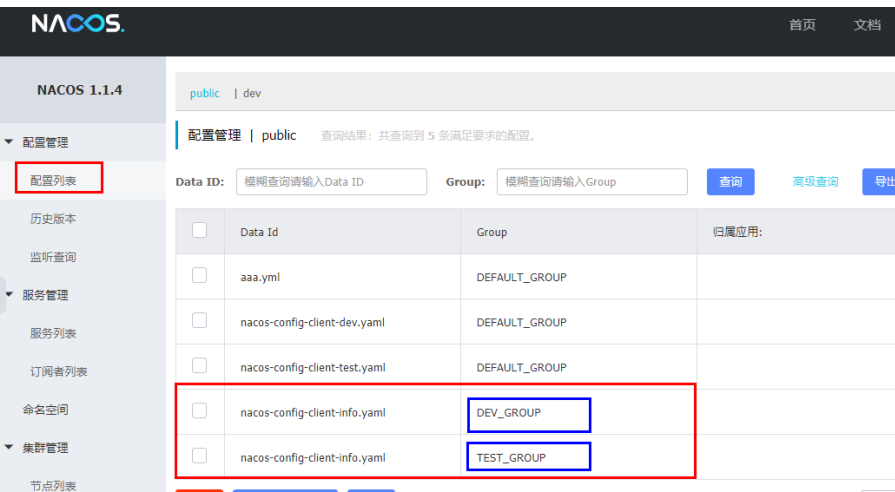 NACOS.
首页 文档
NACOS 1.1.4
public | dev
配置管理
配置管理 | public 查询结果：共查询到 5 条满足要求的配置。
配置列表
Data ID: 模糊查询请输入Data ID Group: 模糊查询请输入Group 查询 高级查询 导出
历史版本
Data Id Group 归属应用:
监听查询
aaa.yml DEFAULT_GROUP
服务管理
nacos-config-client-dev.yaml DEFAULT_GROUP
服务列表
nacos-config-client-test.yaml DEFAULT_GROUP
订阅者列表
nacos-config-client-info.yaml DEV_GROUP
命名空间
集群管理
nacos-config-client-info.yaml TEST_GROUP
节点列表